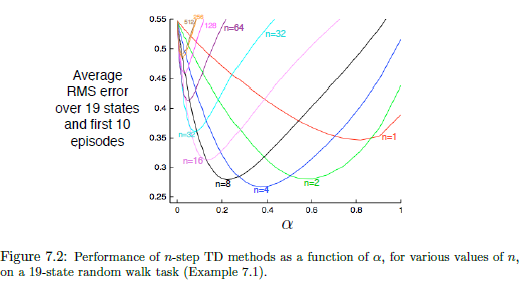 0.55
512
256
128
n=64
n=32
0.5
0.45
Average
RMS error
over 19 states
and first 10
episodes
0.4
0.35
n=32
n=1
0.3
n=16
n=8
n=4
n=2
0.25
0 0.2 0.4 0.6 0.8 1
α
Figure 7.2: Performance of n-step TD methods as a function of α, for various values of n,
on a 19-state random walk task (Example 7.1).